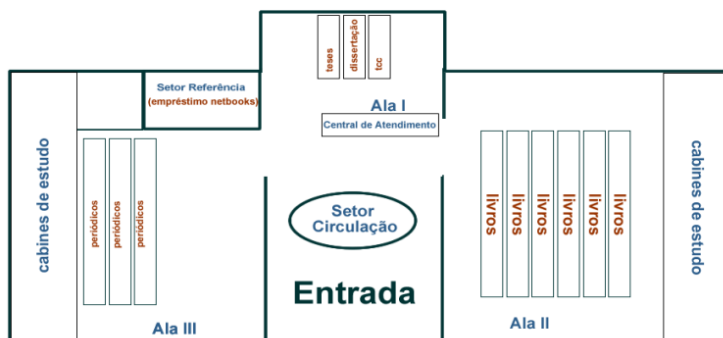 teses
dissertação
tcc
Setor Referência
(empréstimo netbooks)
Ala I
Central de Atendimento
cabines de estudo
periódicos
periódicos
periódicos
Setor
Circulação
livros
livros
livros
livros
livros
livros
cabines de estudo
Entrada
Ala III
Ala II